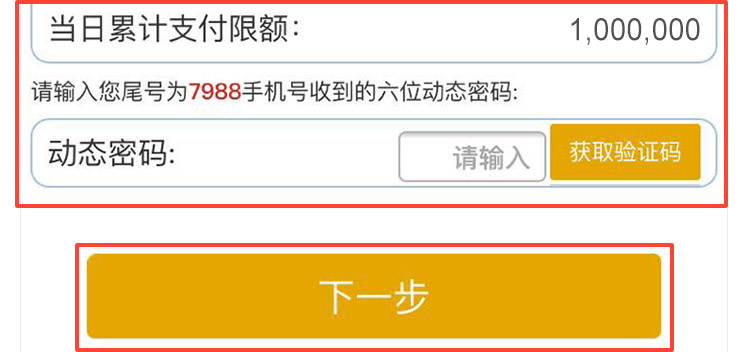 当日累计支付限额: 1,000,000
请输入您尾号为7988手机号收到的六位动态密码:
动态密码: 请输入 获取验证码
下一步